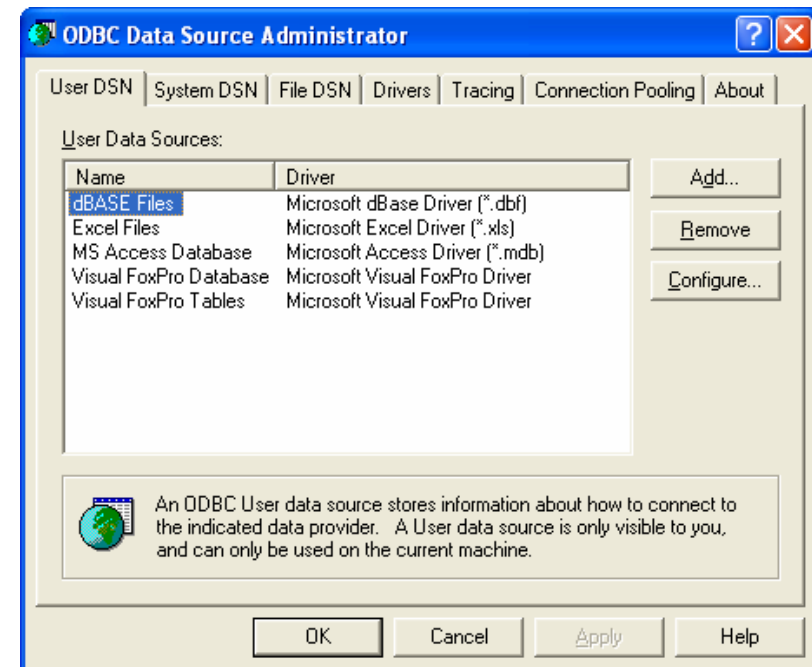 ODBC Data Source Administrator
User DSN System DSN File DSN Drivers Tracing Connection Pooling About
User Data Sources:
Name Driver
dBASE Files Microsoft dBase Driver (*.dbf)
Excel Files Microsoft Excel Driver (*.xls)
MS Access Database Microsoft Access Driver (*.mdb)
Visual FoxPro Database Microsoft Visual FoxPro Driver
Visual FoxPro Tables Microsoft Visual FoxPro Driver
Add...
Remove
Configure...
An ODBC User data source stores information about how to connect to
the indicated data provider. A User data source is only visible to you,
and can only be used on the current machine.
OK Cancel Apply Help